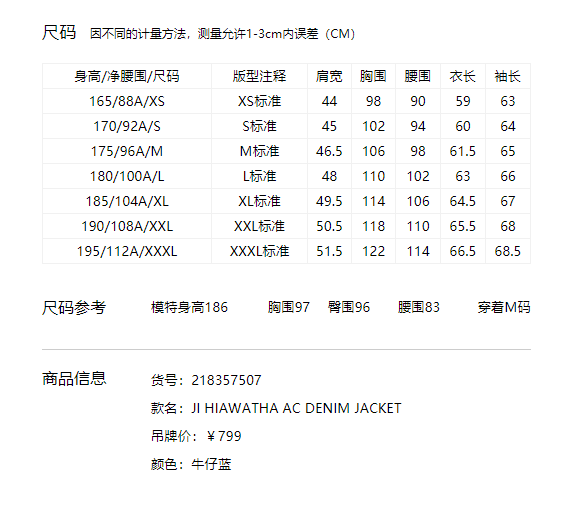 尺码 因不同的计量方法，测量允许1-3cm内误差（CM）
身高/净腰围/尺码 版型注释 肩宽 胸围 腰围 衣长 袖长
165/88A/XS XS标准 44 98 90 59 63
170/92A/S S标准 45 102 94 60 64
175/96A/M M标准 46.5 106 98 61.5 65
180/100A/L L标准 48 110 102 63 66
185/104A/XL XL标准 49.5 114 106 64.5 67
190/108A/XXL XXL标准 50.5 118 110 65.5 68
195/112A/XXXL XXXL标准 51.5 122 114 66.5 68.5
尺码参考 模特身高186 胸围97 臀围96 腰围83 穿着M码
商品信息 货号：218357507
款名：JI HIAWATHA AC DENIM JACKET
吊牌价：￥799
颜色：牛仔蓝